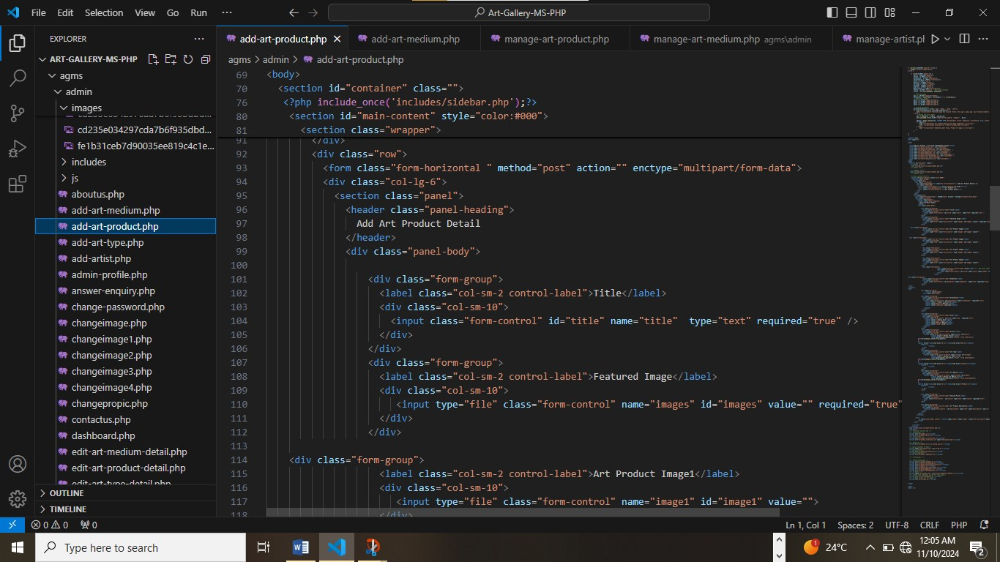 File Edit Selection View Go Run ··· Art-Gallery-MS-PHP
EXPLORER ···
ART-GALLERY-MS-PHP
agms
admin
images
cd235e034297cda7b6f935dbd...
cd235e034297cda7b6f935dbd...
fe1b31ceb7d90035ee819c4c1e...
includes
js
aboutus.php
add-art-medium.php
add-art-product.php
add-art-type.php
add-artist.php
admin-profile.php
answer-enquiry.php
change-password.php
changeimage.php
changeimage1.php
changeimage2.php
changeimage3.php
changeimage4.php
changepropic.php
contactus.php
dashboard.php
edit-art-medium-detail.php
edit-art-product-detail.php
edit-art-type-detail.php
OUTLINE
TIMELINE
add-art-product.php add-art-medium.php manage-art-product.php manage-art-medium.php agms\admin manage-artist.pl
agms > admin > add-art-product.php
69 <body>
70 <section id="container" class="">
76 <?php include_once('includes/sidebar.php');?>
80 <section id="main-content" style="color:#000">
81 <section class="wrapper">
91 </div>
92 <div class="row">
93 <form class="form-horizontal " method="post" action="" enctype="multipart/form-data">
94 <div class="col-lg-6">
95 <section class="panel">
96 <header class="panel-heading">
97 Add Art Product Detail
98 </header>
99 <div class="panel-body">
100
101 <div class="form-group">
102 <label class="col-sm-2 control-label">Title</label>
103 <div class="col-sm-10">
104 <input class="form-control" id="title" name="title"  type="text" required="true" />
105 </div>
106 </div>
107 <div class="form-group">
108 <label class="col-sm-2 control-label">Featured Image</label>
109 <div class="col-sm-10">
110 <input type="file" class="form-control" name="images" id="images" value="" required="true"
111 </div>
112 </div>
113
114 <div class="form-group">
115 <label class="col-sm-2 control-label">Art Product Image1</label>
116 <div class="col-sm-10">
117 <input type="file" class="form-control" name="image1" id="image1" value="">
118 </div>
0 0 0 Ln 1, Col 1 Spaces: 2 UTF-8 CRLF PHP
Type here to search 1 24°C 12:05 AM
11/10/2024 2